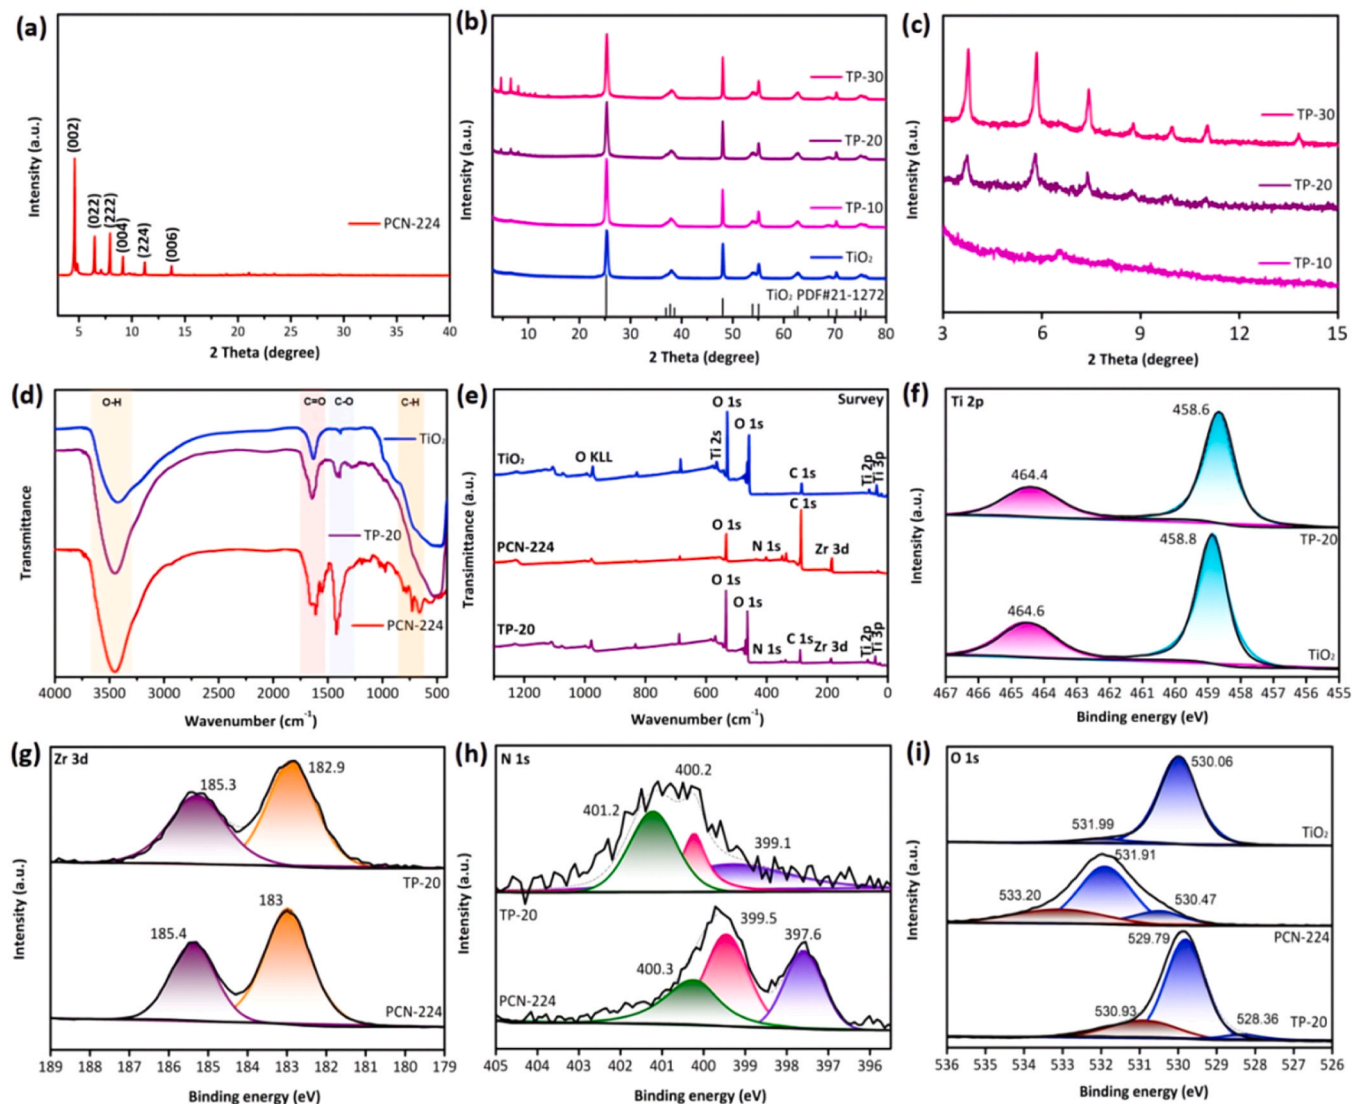 (a)
(002)
(022)
(222)
(004)
(224)
(006)
PCN-224
Intensity (a.u.)
5 10 15 20 25 30 35 40
2 Theta (degree)
(b)
TP-30
TP-20
TP-10
TiO₂
TiO₂ PDF#21-1272
Intensity (a.u.)
10 20 30 40 50 60 70 80
2 Theta (degree)
(c)
TP-30
TP-20
TP-10
Intensity (a.u.)
3 6 9 12 15
2 Theta (degree)
(d)
O-H C=O C-O C-H
TiO₂
TP-20
PCN-224
Transmittance
4000 3500 3000 2500 2000 1500 1000 500
Wavenumber (cm⁻¹)
(e)
Survey
TiO₂
O KLL
Ti 2s
O 1s
O 1s
C 1s
Ti 2p
Ti 3p
PCN-224
O 1s
N 1s
C 1s
Zr 3d
TP-20
O 1s
O 1s
N 1s
C 1s
Zr 3d
Ti 2p
Ti 3p
Transimittance (a.u.)
1200 1000 800 600 400 200 0
Binding energy (eV)
(f)
Ti 2p
458.6
464.4
TP-20
458.8
464.6
TiO₂
Intensity (a.u.)
467 466 465 464 463 462 461 460 459 458 457 456 455
Binding energy (eV)
(g)
Zr 3d
185.3
182.9
TP-20
183
185.4
PCN-224
Intensity (a.u.)
189 188 187 186 185 184 183 182 181 180 179
Binding energy (eV)
(h)
N 1s
400.2
401.2
399.1
TP-20
399.5
397.6
400.3
PCN-224
Intensity (a.u.)
405 404 403 402 401 400 399 398 397 396
Binding energy (eV)
(i)
O 1s
530.06
531.99
TiO₂
531.91
533.20
530.47
PCN-224
529.79
530.93
528.36
TP-20
Intensity (a.u.)
536 535 534 533 532 531 530 529 528 527 526
Binding energy (eV)